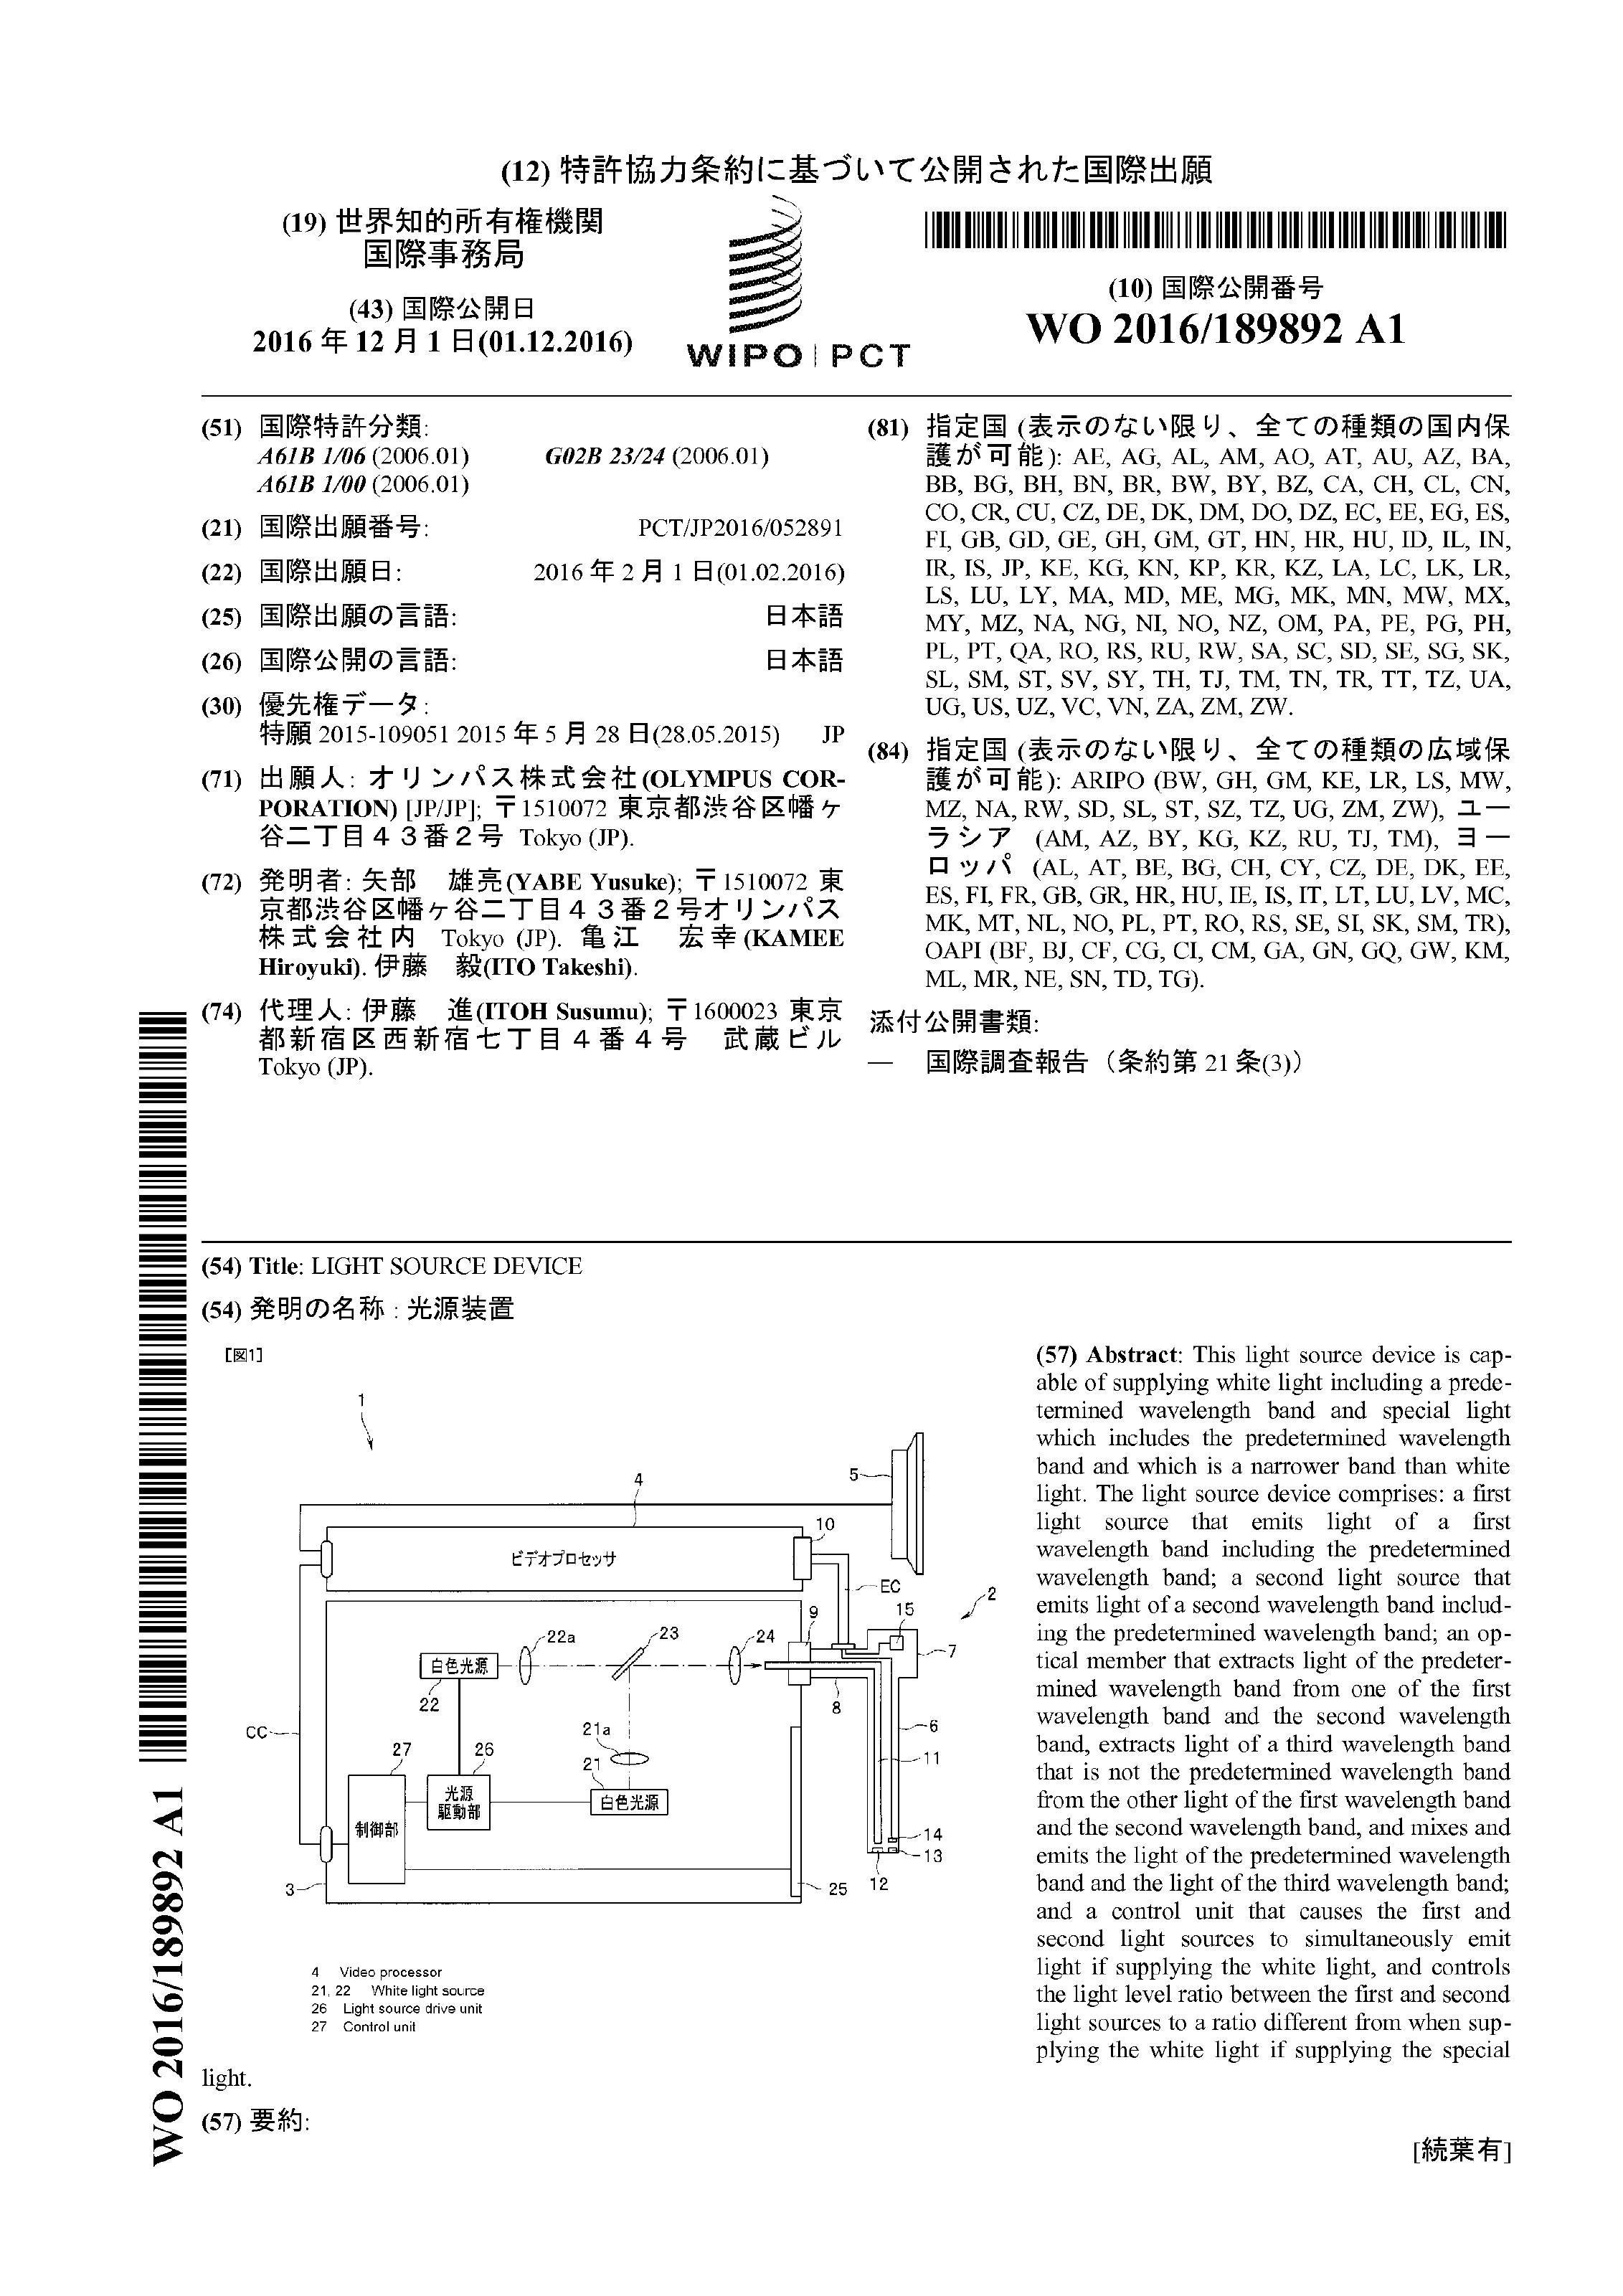 (12) 特許協力条約に基づいて公開された国際出願
(19) 世界知的所有権機関
国際事務局
(43) 国際公開日
2016 年 12 月 1 日(01.12.2016)
WIPO | PCT
(10) 国際公開番号
WO 2016/189892 A1
(51) 国際特許分類:
A61B 1/06 (2006.01) G02B 23/24 (2006.01)
A61B 1/00 (2006.01)
(21) 国際出願番号: PCT/JP2016/052891
(22) 国際出願日: 2016 年 2 月 1 日(01.02.2016)
(25) 国際出願の言語: 日本語
(26) 国際公開の言語: 日本語
(30) 優先権データ:
特願 2015-109051 2015 年 5 月 28 日(28.05.2015) JP
(71) 出願人: オリンパス株式会社(OLYMPUS COR-
PORATION) [JP/JP]; 〒1510072 東京都渋谷区幡ヶ
谷二丁目４３番２号 Tokyo (JP).
(72) 発明者: 矢部 雄亮(YABE Yusuke); 〒1510072 東
京都渋谷区幡ヶ谷二丁目４３番２号オリンパス
株式会社内 Tokyo (JP). 亀江 宏幸(KAMEE
Hiroyuki). 伊藤 毅(ITO Takeshi).
(74) 代理人: 伊藤 進(ITOH Susumu); 〒1600023 東京
都新宿区西新宿七丁目４番４号 武蔵ビル
Tokyo (JP).
(81) 指定国 (表示のない限り、全ての種類の国内保
護が可能): AE, AG, AL, AM, AO, AT, AU, AZ, BA,
BB, BG, BH, BN, BR, BW, BY, BZ, CA, CH, CL, CN,
CO, CR, CU, CZ, DE, DK, DM, DO, DZ, EC, EE, EG, ES,
FI, GB, GD, GE, GH, GM, GT, HN, HR, HU, ID, IL, IN,
IR, IS, JP, KE, KG, KN, KP, KR, KZ, LA, LC, LK, LR,
LS, LU, LY, MA, MD, ME, MG, MK, MN, MW, MX,
MY, MZ, NA, NG, NI, NO, NZ, OM, PA, PE, PG, PH,
PL, PT, QA, RO, RS, RU, RW, SA, SC, SD, SE, SG, SK,
SL, SM, ST, SV, SY, TH, TJ, TM, TN, TR, TT, TZ, UA,
UG, US, UZ, VC, VN, ZA, ZM, ZW.
(84) 指定国 (表示のない限り、全ての種類の広域保
護が可能): ARIPO (BW, GH, GM, KE, LR, LS, MW,
MZ, NA, RW, SD, SL, ST, SZ, TZ, UG, ZM, ZW), ユー
ラシア (AM, AZ, BY, KG, KZ, RU, TJ, TM), ヨー
ロッパ (AL, AT, BE, BG, CH, CY, CZ, DE, DK, EE,
ES, FI, FR, GB, GR, HR, HU, IE, IS, IT, LT, LU, LV, MC,
MK, MT, NL, NO, PL, PT, RO, RS, SE, SI, SK, SM, TR),
OAPI (BF, BJ, CF, CG, CI, CM, GA, GN, GQ, GW, KM,
ML, MR, NE, SN, TD, TG).
添付公開書類:
— 国際調査報告（条約第 21 条(3)）
(54) Title: LIGHT SOURCE DEVICE
(54) 発明の名称 : 光源装置
[図1]
1
4
5
ビデオプロセッサ
10
EC
2
9
15
7
22a
23
24
白色光源
22
8
CC
21a
6
27
26
21
11
光源
駆動部
白色光源
制御部
14
13
3
25
12
4 Video processor
21, 22 White light source
26 Light source drive unit
27 Control unit
(57) Abstract: This light source device is cap-
able of supplying white light including a prede-
termined wavelength band and special light
which includes the predetermined wavelength
band and which is a narrower band than white
light. The light source device comprises: a first
light source that emits light of a first
wavelength band including the predetermined
wavelength band; a second light source that
emits light of a second wavelength band includ-
ing the predetermined wavelength band; an op-
tical member that extracts light of the predeter-
mined wavelength band from one of the first
wavelength band and the second wavelength
band, extracts light of a third wavelength band
that is not the predetermined wavelength band
from the other light of the first wavelength band
and the second wavelength band, and mixes and
emits the light of the predetermined wavelength
band and the light of the third wavelength band;
and a control unit that causes the first and
second light sources to simultaneously emit
light if supplying the white light, and controls
the light level ratio between the first and second
light sources to a ratio different from when sup-
plying the white light if supplying the special
light.
(57) 要約:
[続葉有]
WO 2016/189892 A1